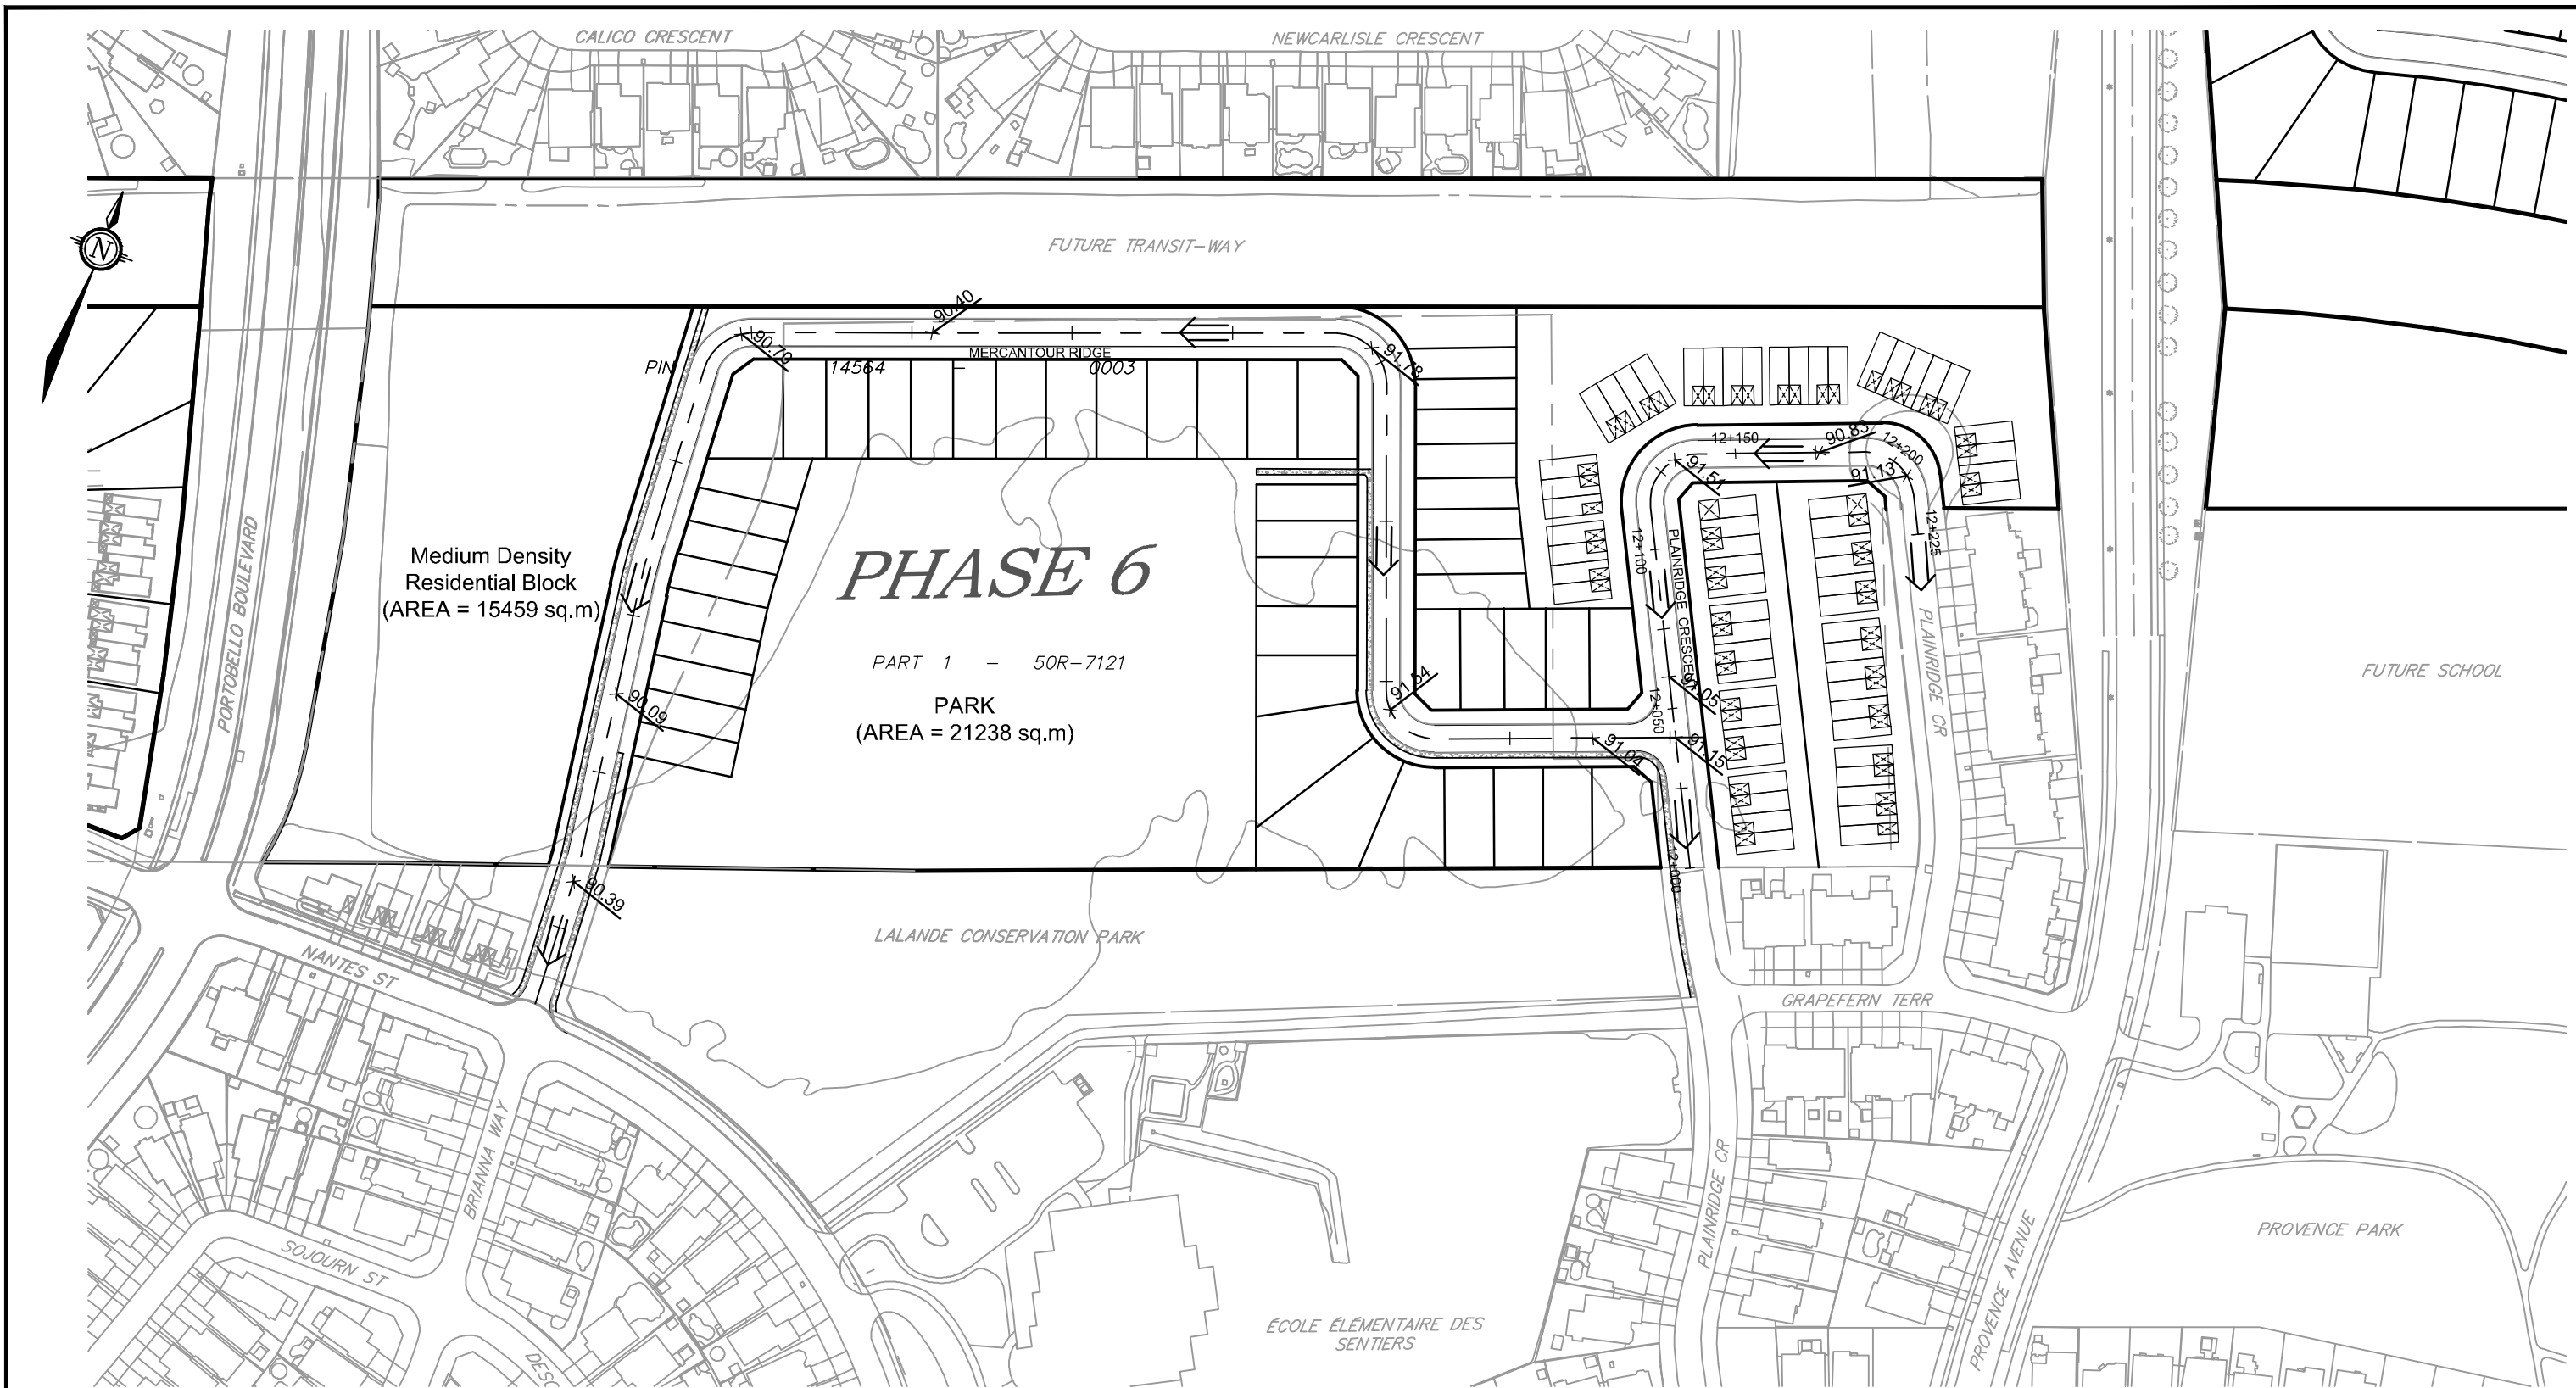 CALICO CRESCENT
NEWCARLISLE CRESCENT
N
FUTURE TRANSIT-WAY
90.40
90.70
MERCANTOUR RIDGE
91.78
PIN 14564 - 0003
12+150
90.83
12+200
91.51
91.13
12+225
12+100
PLAINRIDGE CRESCENT
PLAINRIDGE CR
PORTOBELLO BOULEVARD
Medium Density
Residential Block
(AREA = 15459 sq.m)
PHASE 6
PART 1 - 50R-7121
PARK
(AREA = 21238 sq.m)
FUTURE SCHOOL
90.09
91.54
91.05
12+050
91.04
91.15
12+000
90.39
LALANDE CONSERVATION PARK
NANTES ST
GRAPEFERN TERR
BRIANNA WAY
SOJOURN ST
PLAINRIDGE CR
PROVENCE AVENUE
PROVENCE PARK
ÉCOLE ÉLÉMENTAIRE DES
SENTIERS